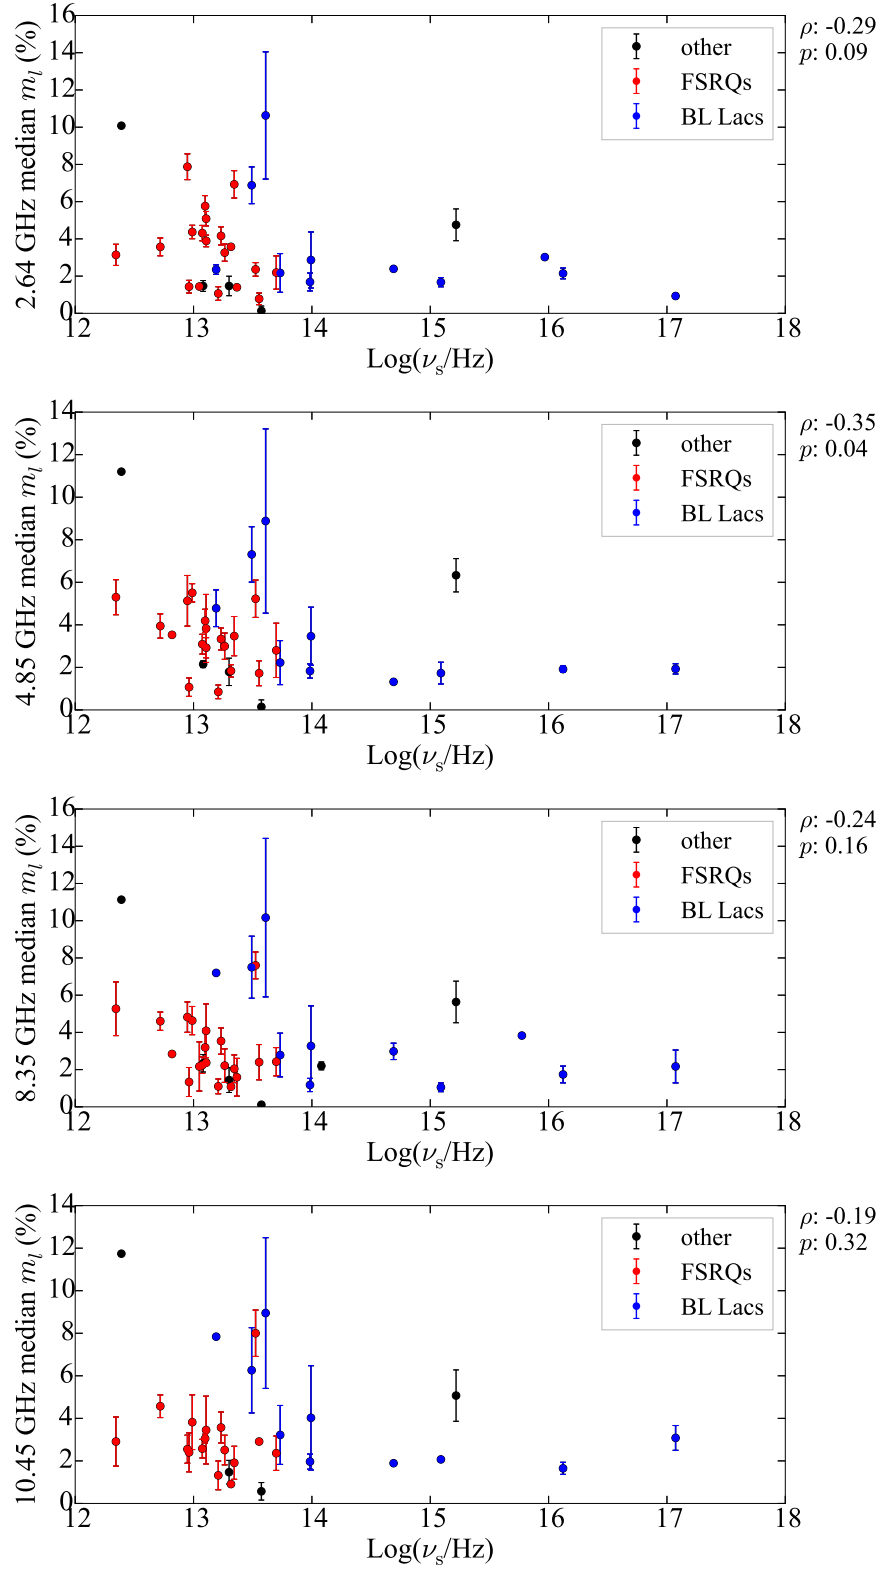 16
14
12
10
8
6
4
2
0
2.64 GHz median m_l (%)
other
FSRQs
BL Lacs
ρ: -0.29
p: 0.09
12 13 14 15 16 17 18
Log(ν_s/Hz)
14
12
10
8
6
4
2
0
4.85 GHz median m_l (%)
other
FSRQs
BL Lacs
ρ: -0.35
p: 0.04
12 13 14 15 16 17 18
Log(ν_s/Hz)
16
14
12
10
8
6
4
2
0
8.35 GHz median m_l (%)
other
FSRQs
BL Lacs
ρ: -0.24
p: 0.16
12 13 14 15 16 17 18
Log(ν_s/Hz)
14
12
10
8
6
4
2
0
10.45 GHz median m_l (%)
other
FSRQs
BL Lacs
ρ: -0.19
p: 0.32
12 13 14 15 16 17 18
Log(ν_s/Hz)